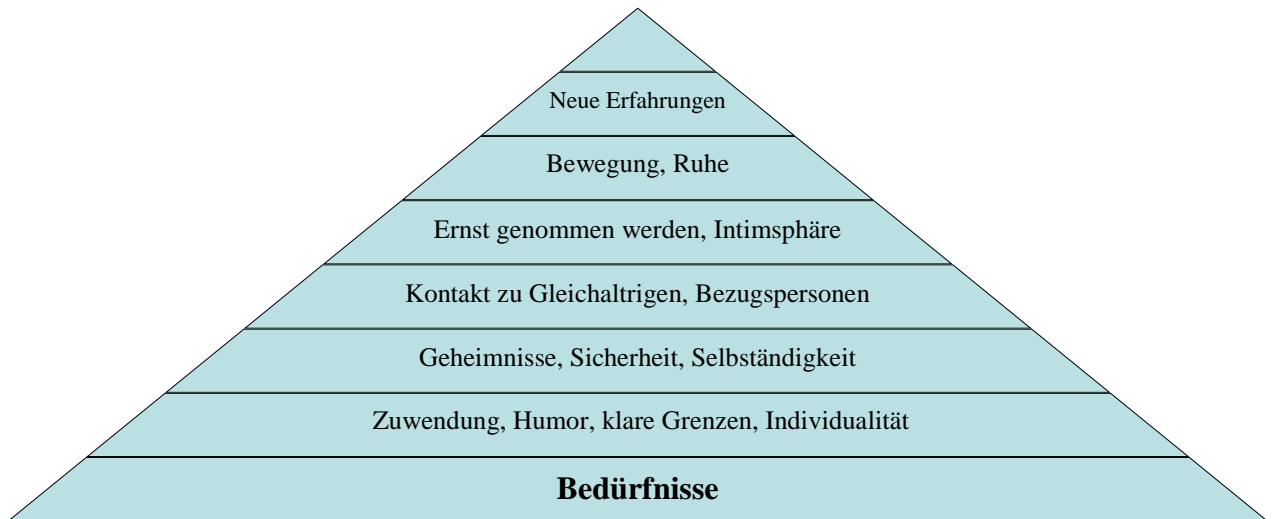 Neue Erfahrungen
Bewegung, Ruhe
Ernst genommen werden, Intimsphäre
Kontakt zu Gleichaltrigen, Bezugspersonen
Geheimnisse, Sicherheit, Selbständigkeit
Zuwendung, Humor, klare Grenzen, Individualität
Bedürfnisse